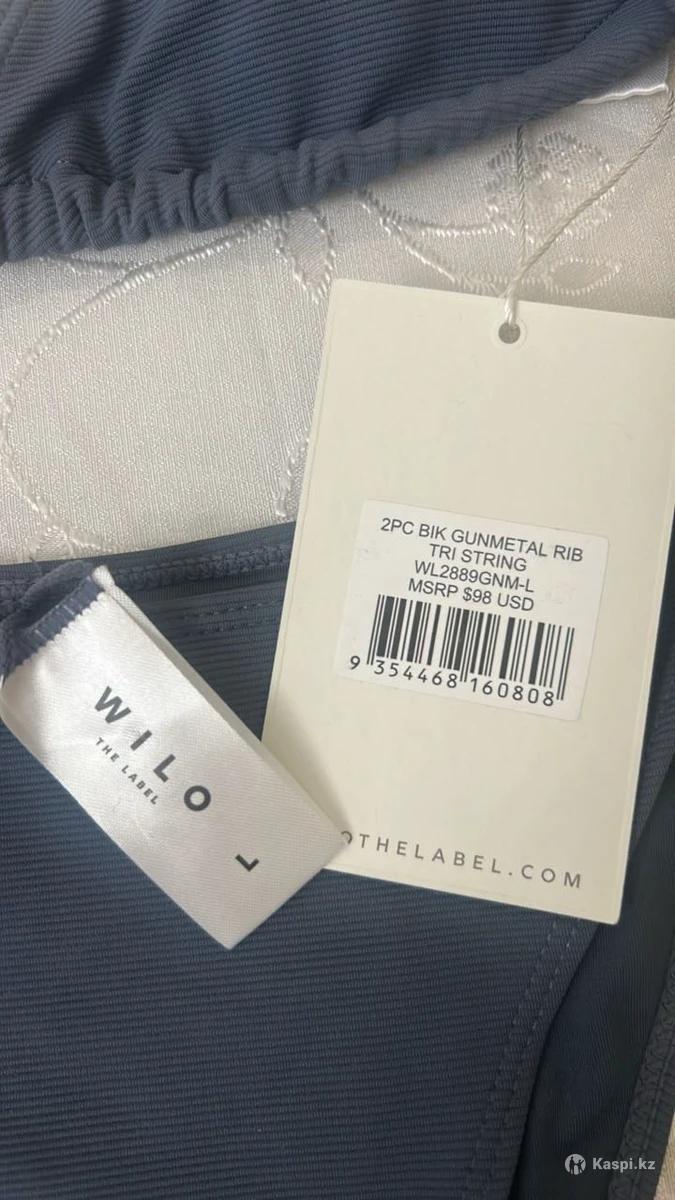 2PC BIK GUNMETAL RIB
TRI STRING
WL2889GNM-L
MSRP $98 USD
9 354468 160808
WILO
THE LABEL
L
OTHELABEL.COM
Kaspi.kz